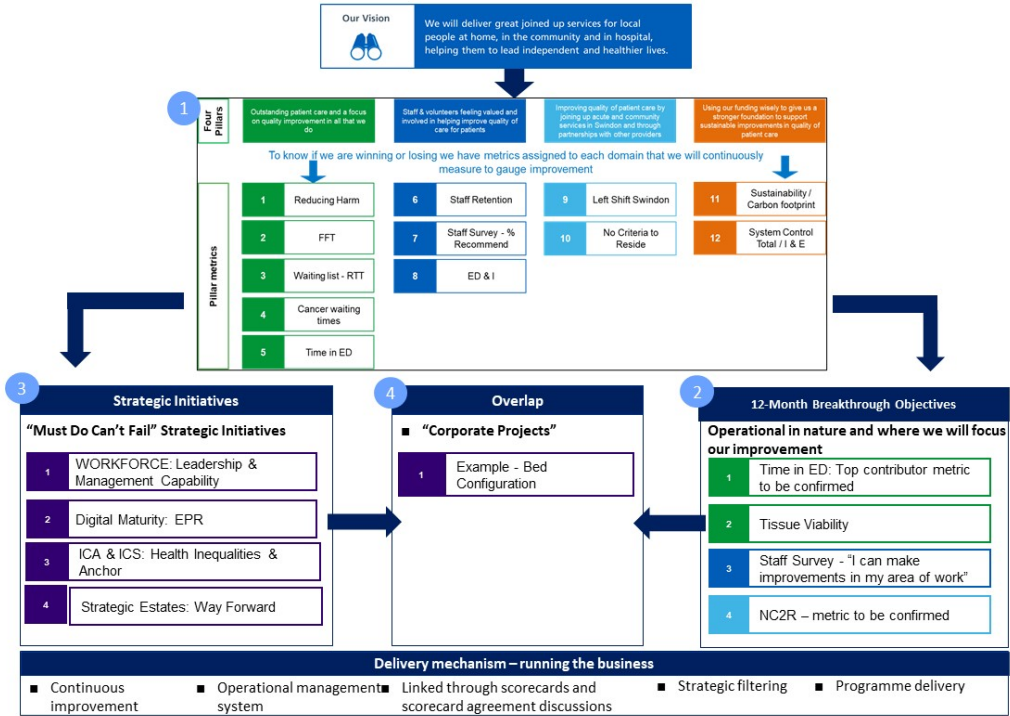 Our Vision
We will deliver great joined up services for local
people at home, in the community and in hospital,
helping them to lead independent and healthier lives.
1
Four
Pillars
Outstanding patient care and a focus
on quality improvement in all that we
do
Staff & volunteers feeling valued and
involved in helping improve quality of
care for patients
Improving quality of patient care by
joining up acute and community
services in Swindon and through
partnerships with other providers
Using our funding wisely to give us a
stronger foundation to support
sustainable improvements in quality of
patient care
To know if we are winning or losing we have metrics assigned to each domain that we will continuously
measure to gauge improvement
Pillar metrics
1
Reducing Harm
2
FFT
3
Waiting list - RTT
4
Cancer waiting
times
5
Time in ED
6
Staff Retention
7
Staff Survey - %
Recommend
8
ED & I
9
Left Shift Swindon
10
No Criteria to
Reside
11
Sustainability /
Carbon footprint
12
System Control
Total / I & E
3
Strategic Initiatives
“Must Do Can’t Fail” Strategic Initiatives
1
WORKFORCE: Leadership &
Management Capability
2
Digital Maturity: EPR
3
ICA & ICS: Health Inequalities &
Anchor
4
Strategic Estates: Way Forward
4
Overlap
■ “Corporate Projects”
1
Example - Bed
Configuration
2
12-Month Breakthrough Objectives
Operational in nature and where we will focus
our improvement
1
Time in ED: Top contributor metric
to be confirmed
2
Tissue Viability
3
Staff Survey - “I can make
improvements in my area of work”
4
NC2R – metric to be confirmed
Delivery mechanism – running the business
■ Continuous
improvement
■ Operational management
system
■ Linked through scorecards and
scorecard agreement discussions
■ Strategic filtering
■ Programme delivery